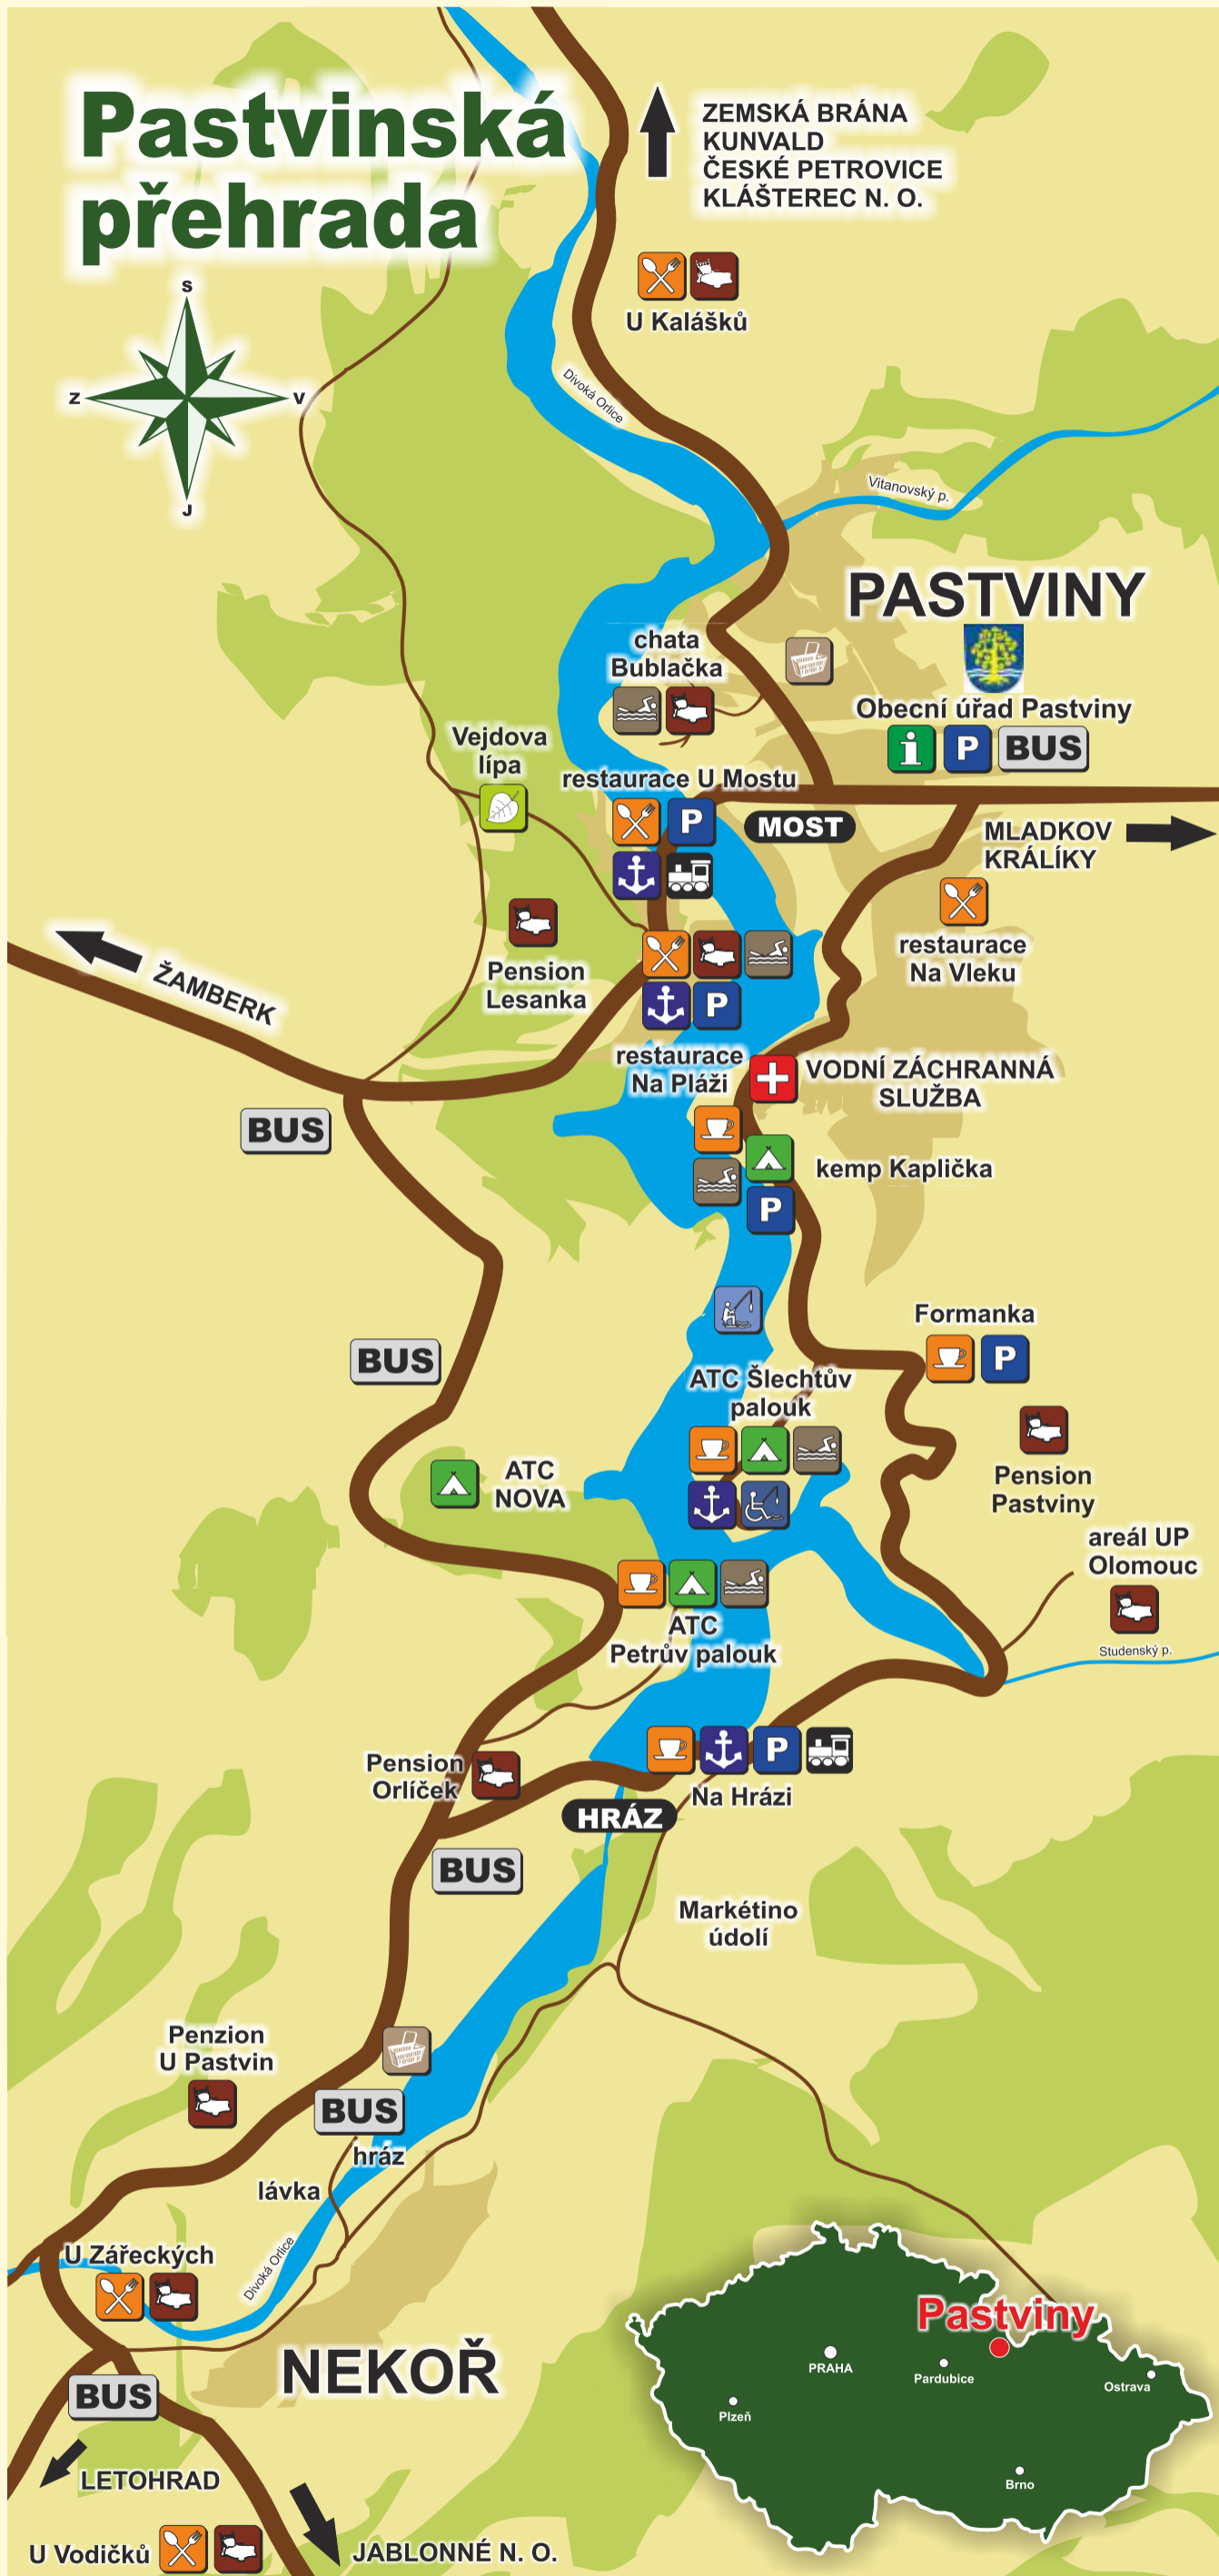 Pastvinská
přehrada
S
Z
V
J
ZEMSKÁ BRÁNA
KUNVALD
ČESKÉ PETROVICE
KLÁŠTEREC N. O.
U Kalášků
Divoká Orlice
Vitanovský p.
PASTVINY
Obecní úřad Pastviny
i
P
BUS
chata
Bublačka
Vejdova
lípa
restaurace U Mostu
P
MOST
MLADKOV
KRÁLÍKY
restaurace
Na Vleku
Pension
Lesanka
ŽAMBERK
P
restaurace
Na Pláži
VODNÍ ZÁCHRANNÁ
SLUŽBA
BUS
kemp Kaplička
P
Formanka
P
BUS
ATC Šlechtův
palouk
Pension
Pastviny
ATC
NOVA
areál UP
Olomouc
Studenský p.
ATC
Petrův palouk
Pension
Orlíček
P
Na Hrázi
HRÁZ
BUS
Markétino
údolí
Penzion
U Pastvin
BUS
hráz
lávka
Divoká Orlice
U Zářeckých
NEKOŘ
BUS
LETOHRAD
U Vodičků
JABLONNÉ N. O.
Pastviny
PRAHA
Pardubice
Ostrava
Plzeň
Brno